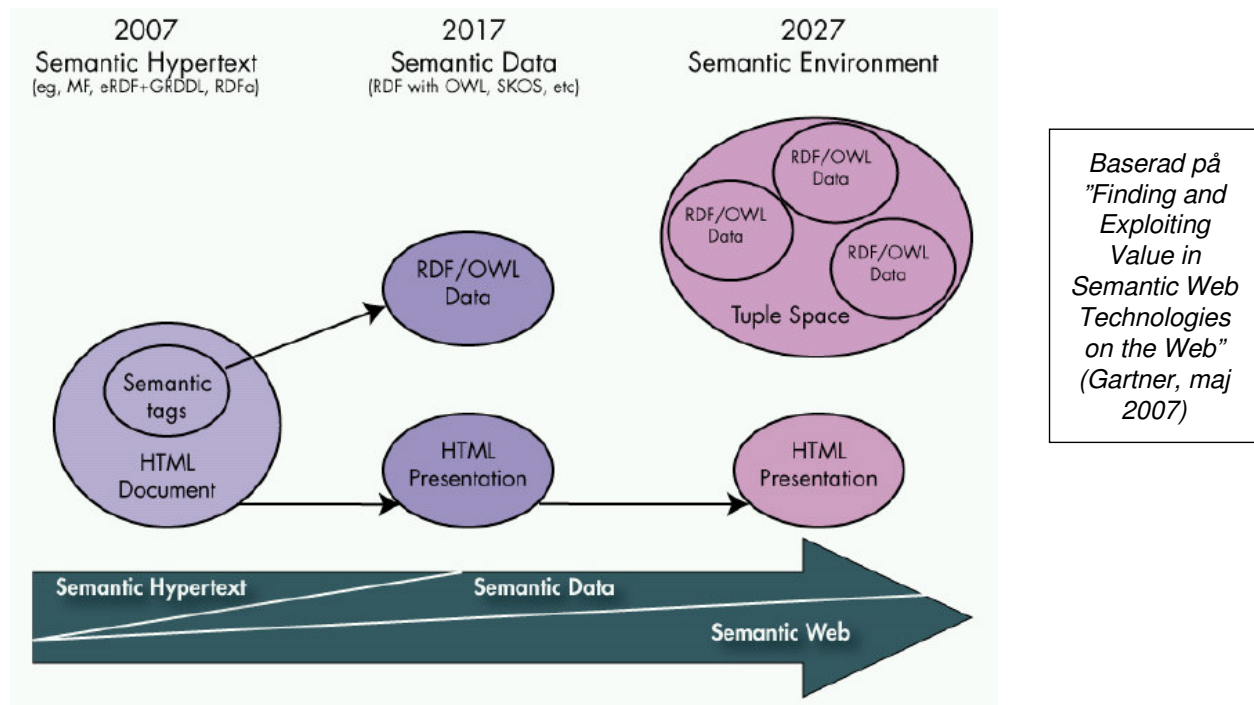 2007
Semantic Hypertext
(eg, MF, eRDF+GRDDL, RDFa)
2017
Semantic Data
(RDF with OWL, SKOS, etc)
2027
Semantic Environment
RDF/OWL
Data
RDF/OWL
Data
RDF/OWL
Data
Tuple Space
RDF/OWL
Data
Semantic
tags
HTML
Document
HTML
Presentation
HTML
Presentation
Semantic Hypertext
Semantic Data
Semantic Web
Baserad på
”Finding and
Exploiting
Value in
Semantic Web
Technologies
on the Web”
(Gartner, maj
2007)